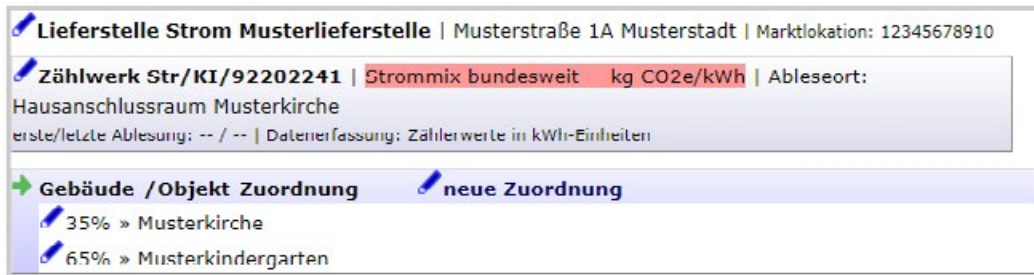 Lieferstelle Strom Musterlieferstelle | Musterstraße 1A Musterstadt | Marktlokation: 12345678910
Zählwerk Str/KI/92202241 | Strommix bundesweit kg CO2e/kWh | Ableseort:
Hausanschlussraum Musterkirche
erste/letzte Ablesung: -- / -- | Datenerfassung: Zählerwerte in kWh-Einheiten
Gebäude /Objekt Zuordnung neue Zuordnung
35% » Musterkirche
65% » Musterkindergarten